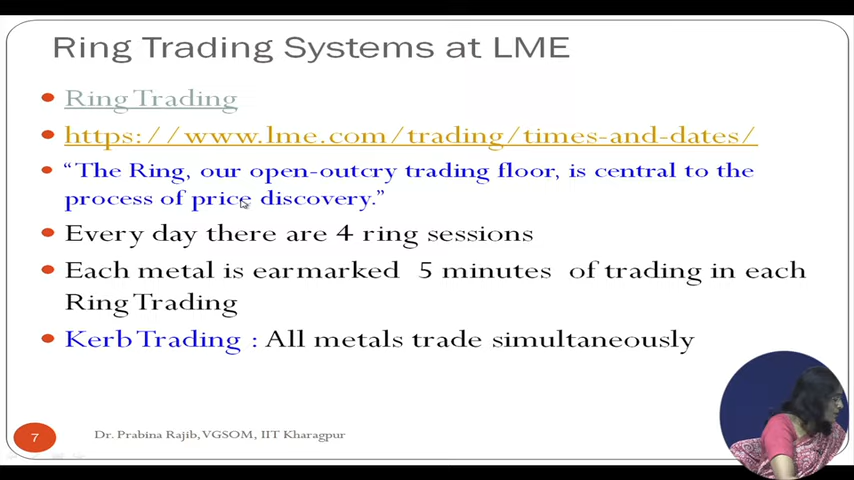 Ring Trading Systems at LME
Ring Trading
https://www.lme.com/trading/times-and-dates/
“The Ring, our open-outcry trading floor, is central to the
process of price discovery.”
Every day there are 4 ring sessions
Each metal is earmarked 5 minutes of trading in each
Ring Trading
Kerb Trading : All metals trade simultaneously
7
Dr. Prabina Rajib, VGSOM, IIT Kharagpur